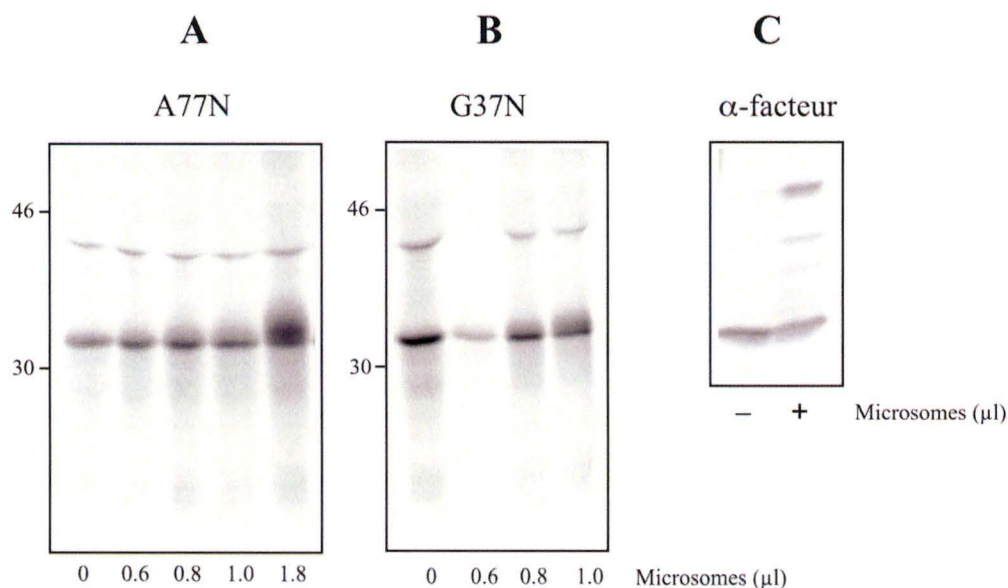 A B C
A77N G37N α-facteur
46
30
46
30
– + Microsomes (µl)
0 0.6 0.8 1.0 1.8 0 0.6 0.8 1.0 Microsomes (µl)